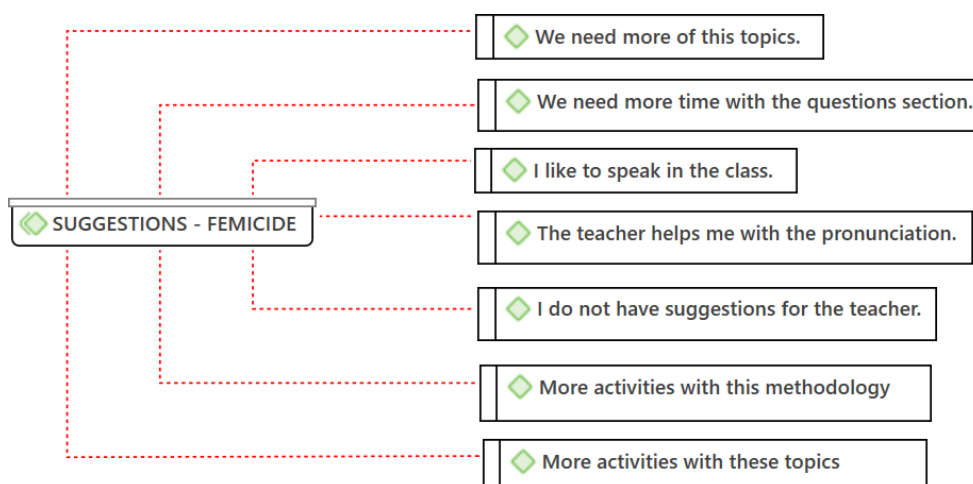 We need more of this topics.
We need more time with the questions section.
I like to speak in the class.
SUGGESTIONS - FEMICIDE
The teacher helps me with the pronunciation.
I do not have suggestions for the teacher.
More activities with this methodology
More activities with these topics